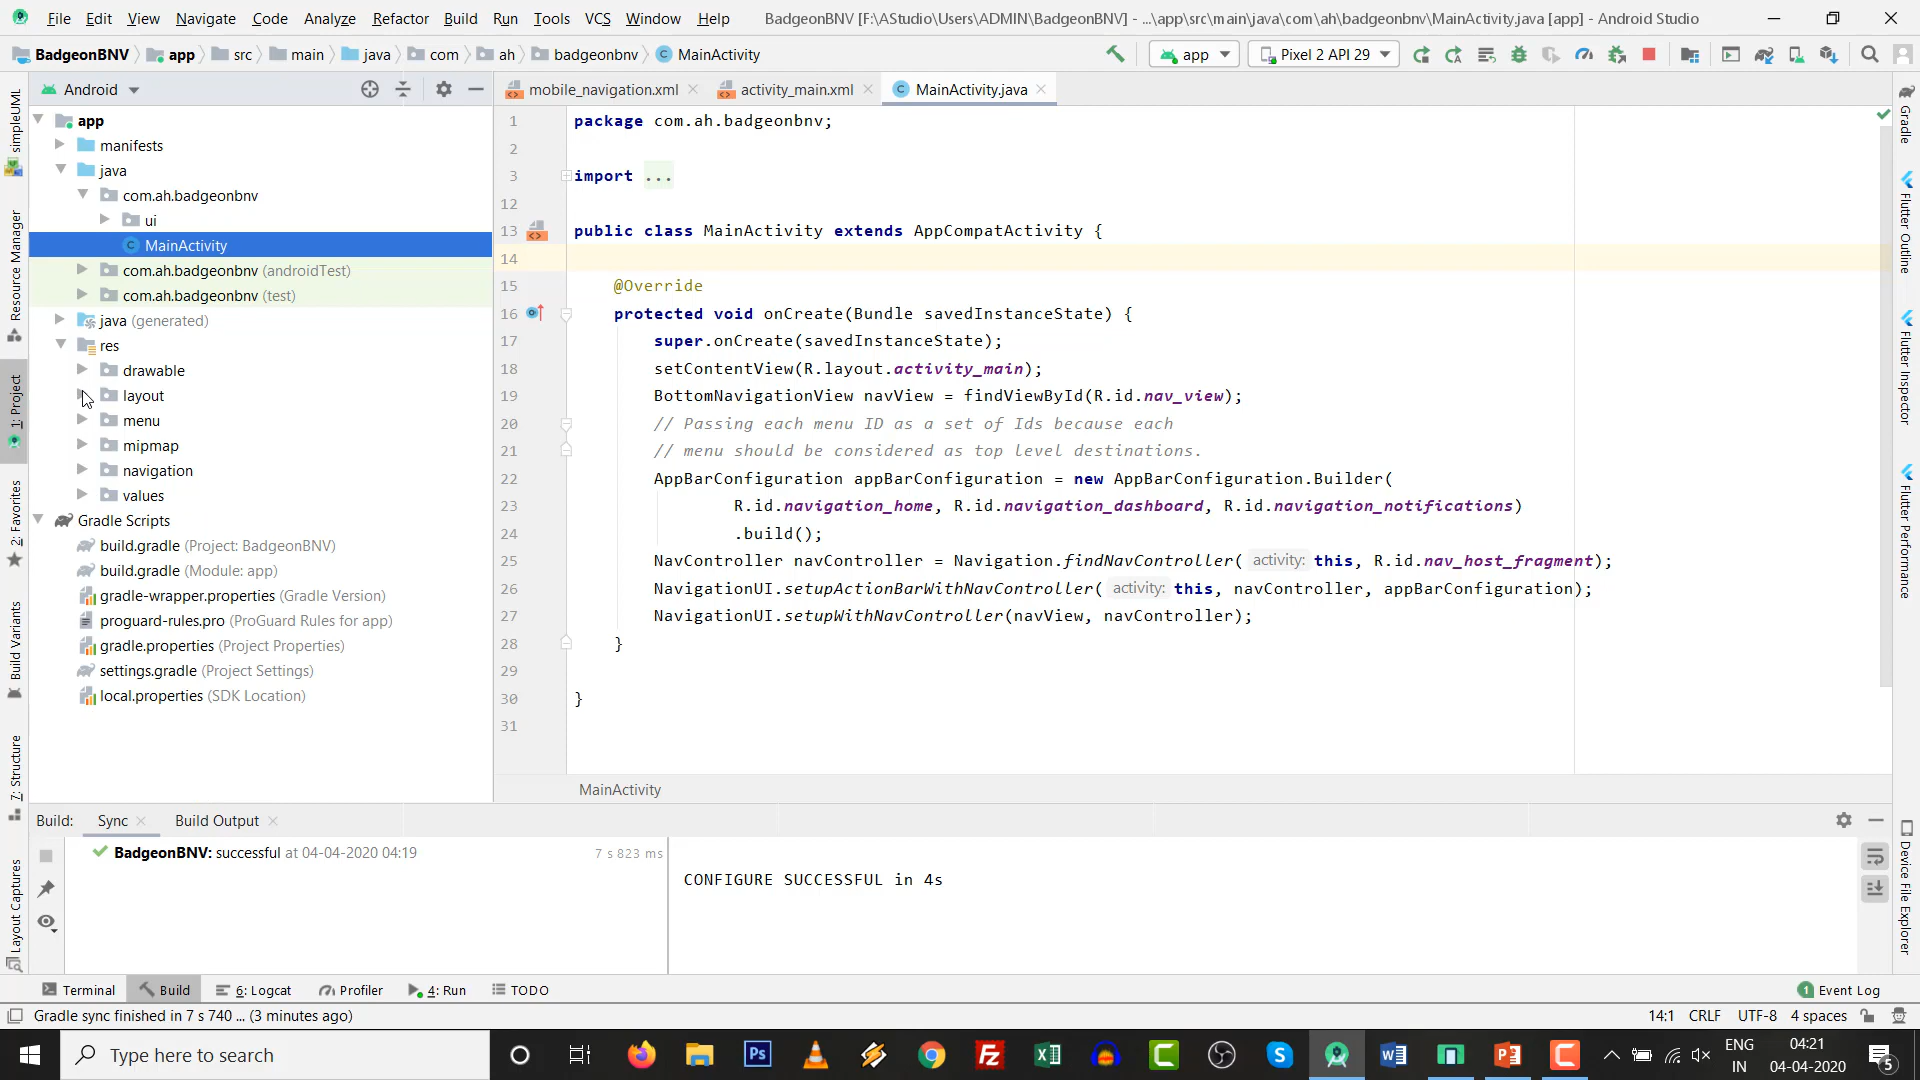 File Edit View Navigate Code Analyze Refactor Build Run Tools VCS Window Help BadgeonBNV [F:\AStudio\Users\ADMIN\BadgeonBNV] - ...\app\src\main\java\com\ah\badgeonbnv\MainActivity.java [app] - Android Studio
BadgeonBNV app src main java com ah badgeonbnv MainActivity app Pixel 2 API 29
Android
mobile_navigation.xml activity_main.xml MainActivity.java
app
manifests
java
com.ah.badgeonbnv
ui
MainActivity
com.ah.badgeonbnv (androidTest)
com.ah.badgeonbnv (test)
java (generated)
res
drawable
layout
menu
mipmap
navigation
values
Gradle Scripts
build.gradle (Project: BadgeonBNV)
build.gradle (Module: app)
gradle-wrapper.properties (Gradle Version)
proguard-rules.pro (ProGuard Rules for app)
gradle.properties (Project Properties)
settings.gradle (Project Settings)
local.properties (SDK Location)
1 package com.ah.badgeonbnv;
2
3 import ...
12
13 public class MainActivity extends AppCompatActivity {
14
15 @Override
16 protected void onCreate(Bundle savedInstanceState) {
17 super.onCreate(savedInstanceState);
18 setContentView(R.layout.activity_main);
19 BottomNavigationView navView = findViewById(R.id.nav_view);
20 // Passing each menu ID as a set of Ids because each
21 // menu should be considered as top level destinations.
22 AppBarConfiguration appBarConfiguration = new AppBarConfiguration.Builder(
23 R.id.navigation_home, R.id.navigation_dashboard, R.id.navigation_notifications)
24 .build();
25 NavController navController = Navigation.findNavController( activity: this, R.id.nav_host_fragment);
26 NavigationUI.setupActionBarWithNavController( activity: this, navController, appBarConfiguration);
27 NavigationUI.setupWithNavController(navView, navController);
28 }
29
30 }
31
MainActivity
simpleUML
Resource Manager
1: Project
2: Favorites
Build Variants
7: Structure
Layout Captures
Gradle
Flutter Outline
Flutter Inspector
Flutter Performance
Device File Explorer
Build: Sync Build Output
BadgeonBNV: successful at 04-04-2020 04:19 7 s 823 ms
CONFIGURE SUCCESSFUL in 4s
Terminal Build 6: Logcat Profiler 4: Run TODO 1 Event Log
Gradle sync finished in 7 s 740 ... (3 minutes ago) 14:1 CRLF UTF-8 4 spaces
Type here to search
Ps
ENG
IN
04:21
04-04-2020
5